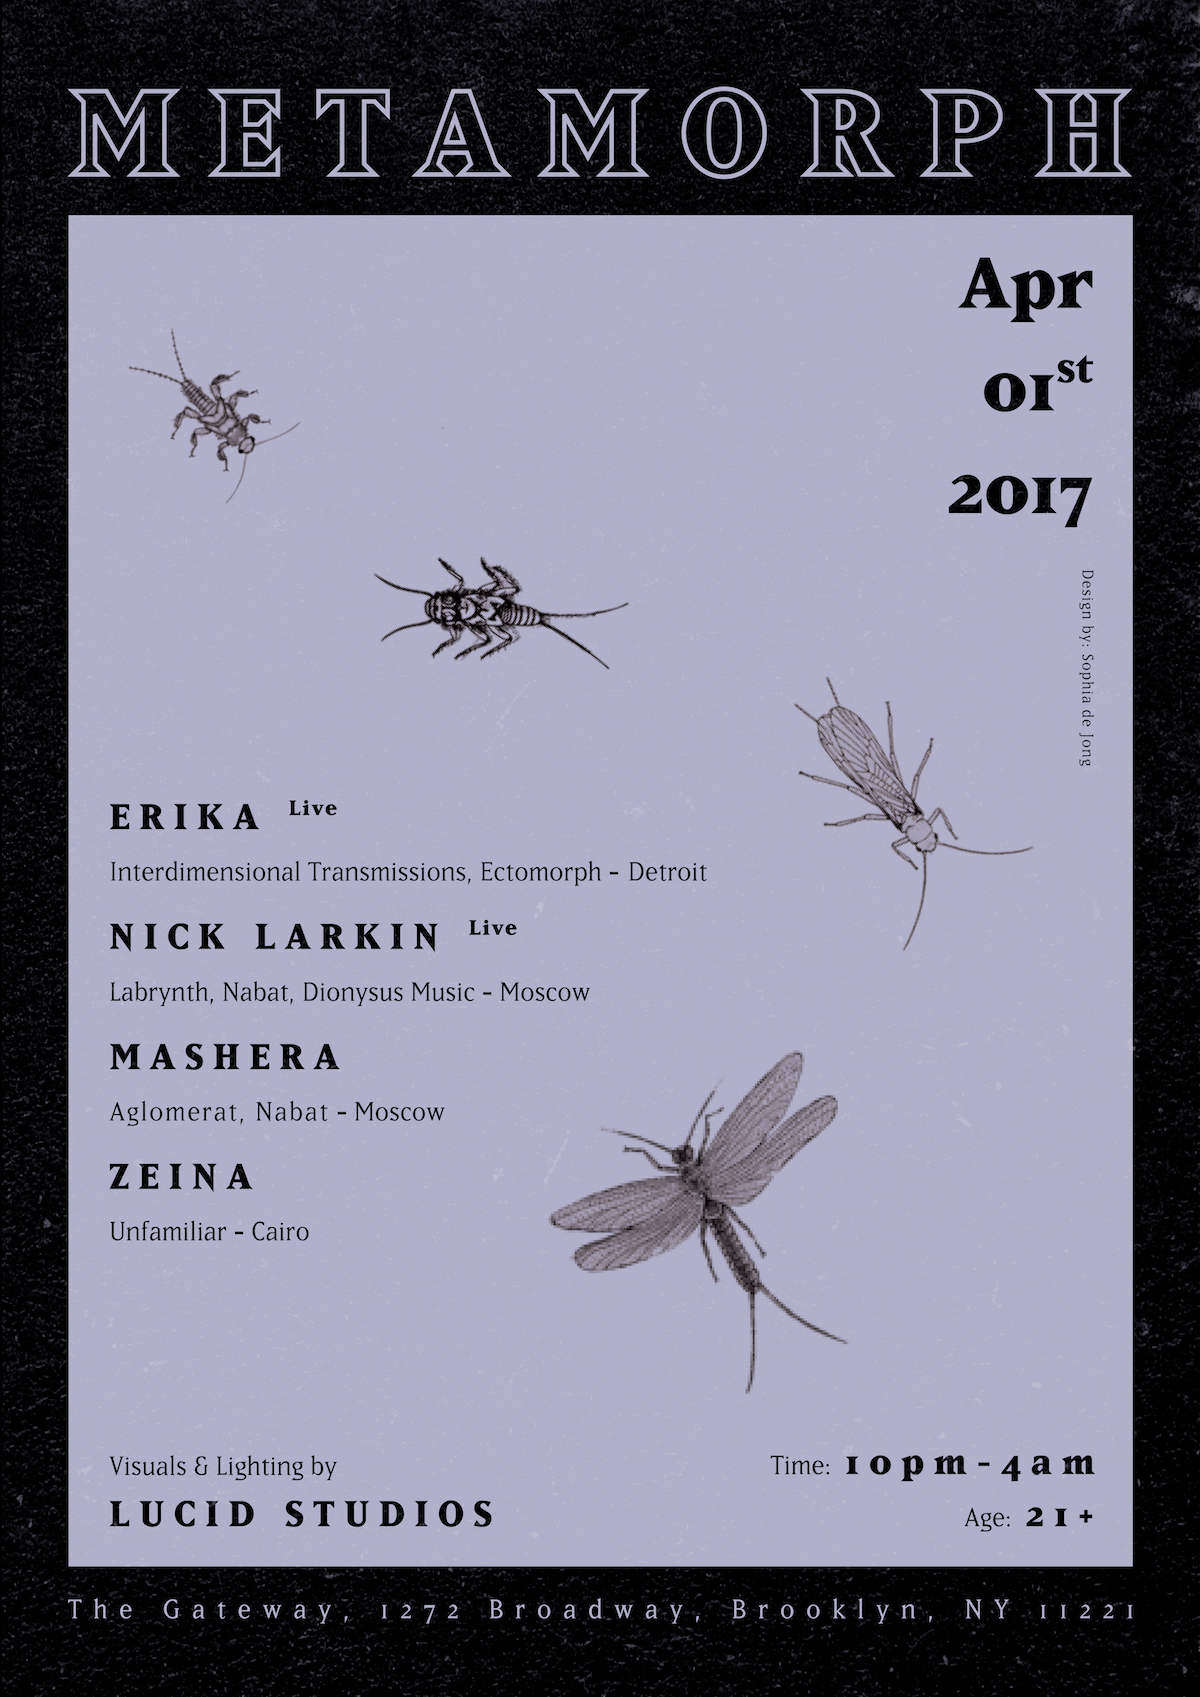 METAMORPH
Apr
01st
2017
Design by: Sophia de Jong
ERIKA Live
Interdimensional Transmissions, Ectomorph - Detroit
NICK LARKIN Live
Labrynth, Nabat, Dionysus Music - Moscow
MASHERA
Aglomerat, Nabat - Moscow
ZEINA
Unfamiliar - Cairo
Visuals & Lighting by
LUCID STUDIOS
Time: 10pm-4am
Age: 21+
The Gateway, 1272 Broadway, Brooklyn, NY 11221